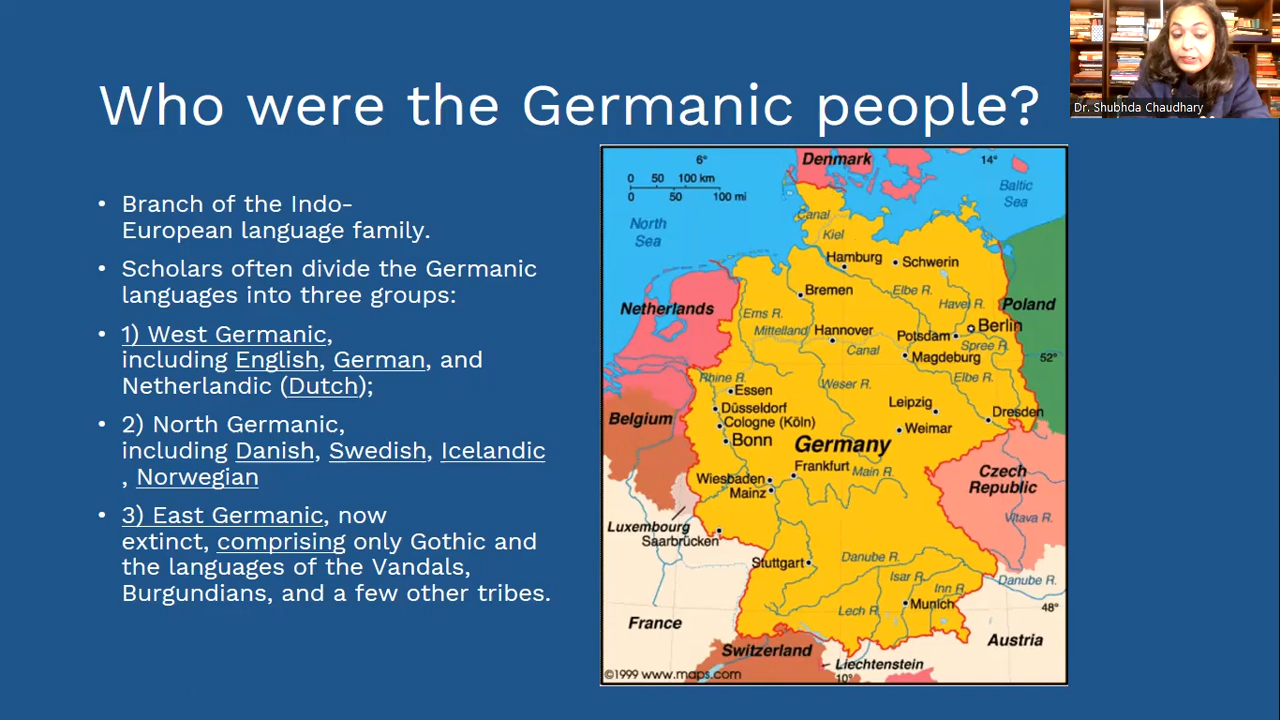 Who were the Germanic people?
Dr. Shubhda Chaudhary
• Branch of the Indo-
European language family.
• Scholars often divide the Germanic
languages into three groups:
• 1) West Germanic,
including English, German, and
Netherlandic (Dutch);
• 2) North Germanic,
including Danish, Swedish, Icelandic
, Norwegian
• 3) East Germanic, now
extinct, comprising only Gothic and
the languages of the Vandals,
Burgundians, and a few other tribes.
6°
Denmark
14°
0 50 100 km
0 50 100 mi
Baltic
Sea
North
Sea
Canal
Kiel
Hamburg
Schwerin
Bremen
Elbe R.
Havel R.
Poland
Netherlands
Ems R.
Mittelland
Hannover
Canal
Potsdam
Berlin
Spree R.
Magdeburg
52°
Rhine R.
Essen
Weser R.
Elbe R.
Düsseldorf
Leipzig
Dresden
Belgium
Cologne (Köln)
Weimar
Bonn
Germany
Frankfurt
Main R.
Wiesbaden
Mainz
Czech
Republic
Vltava R.
Luxembourg
Saarbrücken
Stuttgart
Danube R.
Isar R.
Inn R.
Danube R.
Lech R.
Munich
48°
France
Austria
Switzerland
Liechtenstein
©1999 www.maps.com
10°